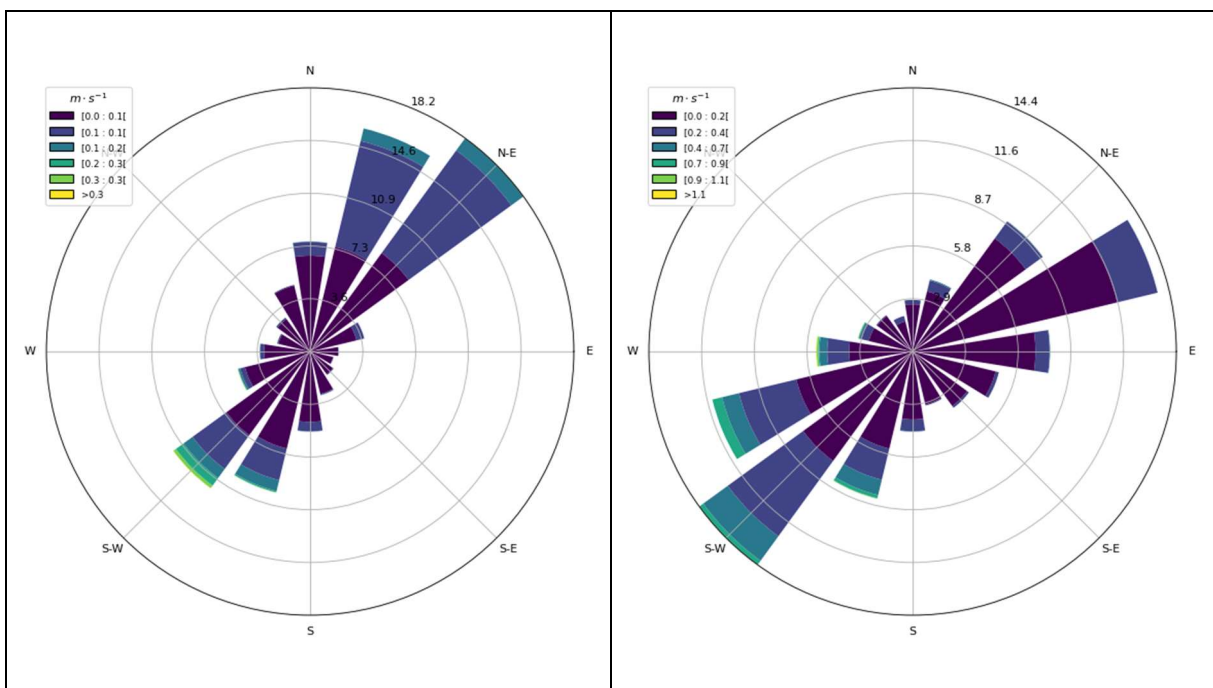 N
m · s⁻¹
[0.0 : 0.1[
[0.1 : 0.1[
[0.1 : 0.2[
[0.2 : 0.3[
[0.3 : 0.3[
>0.3
18.2
14.6
10.9
7.3
N-E
W
E
S-W
S-E
S
N
m · s⁻¹
[0.0 : 0.2[
[0.2 : 0.4[
[0.4 : 0.7[
[0.7 : 0.9[
[0.9 : 1.1[
>1.1
14.4
11.6
8.7
5.8
2.9
N-E
W
E
S-W
S-E
S